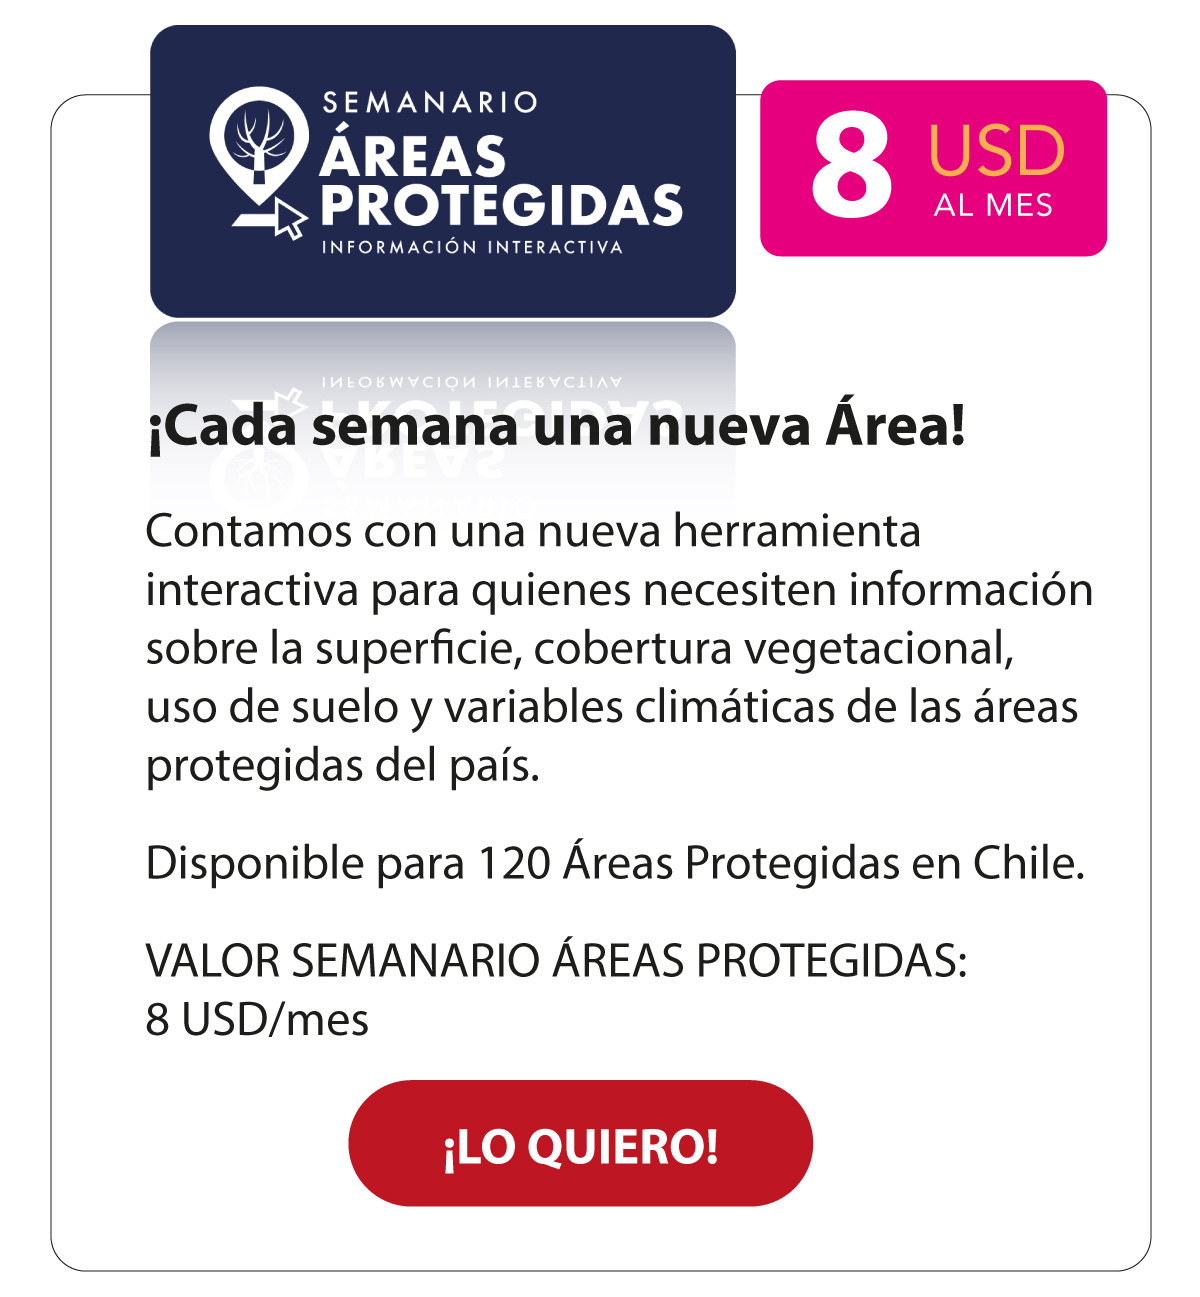 SEMANARIO
ÁREAS
PROTEGIDAS
INFORMACIÓN INTERACTIVA
8 USD
AL MES
¡Cada semana una nueva Área!
Contamos con una nueva herramienta
interactiva para quienes necesiten información
sobre la superficie, cobertura vegetacional,
uso de suelo y variables climáticas de las áreas
protegidas del país.
Disponible para 120 Áreas Protegidas en Chile.
VALOR SEMANARIO ÁREAS PROTEGIDAS:
8 USD/mes
¡LO QUIERO!